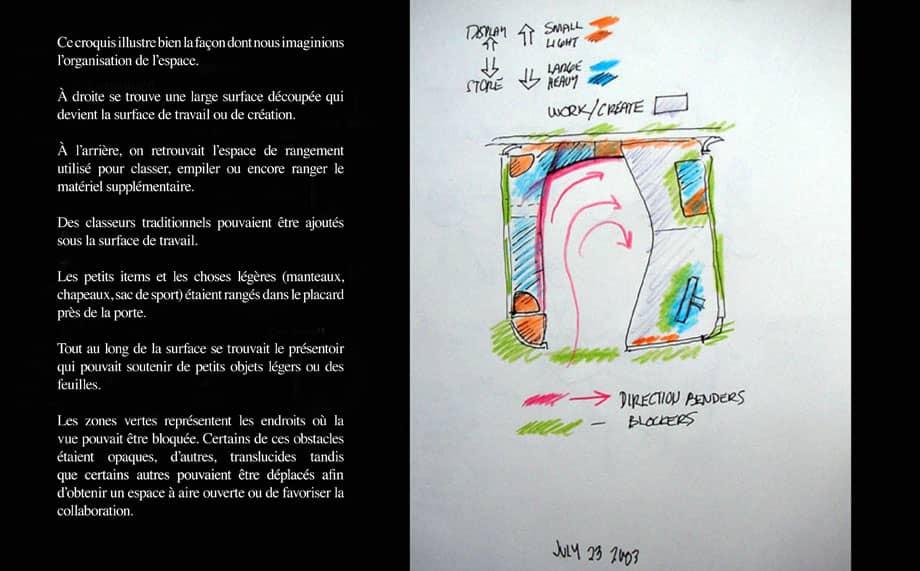 Ce croquis illustre bien la façon dont nous imaginions
l'organisation de l'espace.
À droite se trouve une large surface découpée qui
devient la surface de travail ou de création.
À l'arrière, on retrouvait l'espace de rangement
utilisé pour classer, empiler ou encore ranger le
matériel supplémentaire.
Des classeurs traditionnels pouvaient être ajoutés
sous la surface de travail.
Les petits items et les choses légères (manteaux,
chapeaux, sac de sport) étaient rangés dans le placard
près de la porte.
Tout au long de la surface se trouvait le présentoir
qui pouvait soutenir de petits objets légers ou des
feuilles.
Les zones vertes représentent les endroits où la
vue pouvait être bloquée. Certains de ces obstacles
étaient opaques, d'autres, translucides tandis
que certains autres pouvaient être déplacés afin
d'obtenir un espace à aire ouverte ou de favoriser la
collaboration.
DISPLAY
STORE
SMALL
LIGHT
LARGE
HEAVY
WORK/CREATE
DIRECTION BENDERS
BLOCKERS
JULY 23 2003